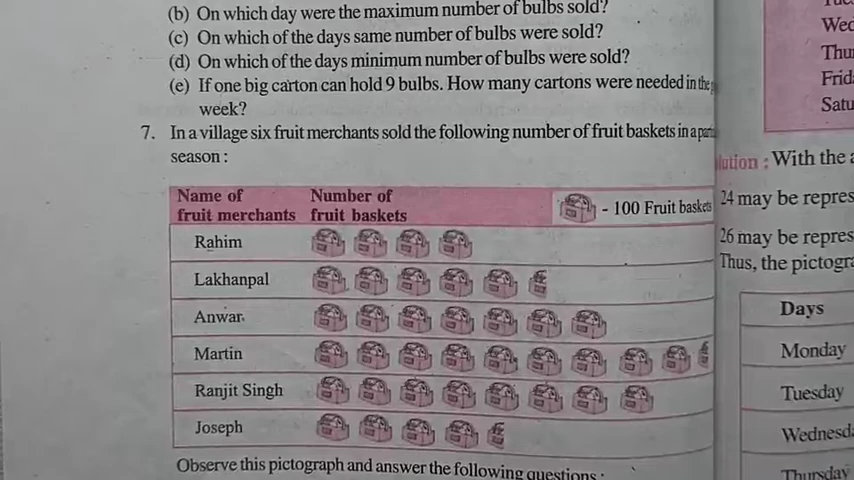 (b) On which day were the maximum number of bulbs sold?
(c) On which of the days same number of bulbs were sold?
(d) On which of the days minimum number of bulbs were sold?
(e) If one big carton can hold 9 bulbs. How many cartons were needed in the
week?
7. In a village six fruit merchants sold the following number of fruit baskets in a
season :
Name of Number of
fruit merchants fruit baskets
- 100 Fruit baskets
Rahim
Lakhanpal
Anwar
Martin
Ranjit Singh
Joseph
Observe this pictograph and answer the following questions :
Wed
Thu
Frid
Satu
lution : With the a
24 may be repres
26 may be repres
Thus, the pictogra
Days
Monday
Tuesday
Wednesda
Thursday